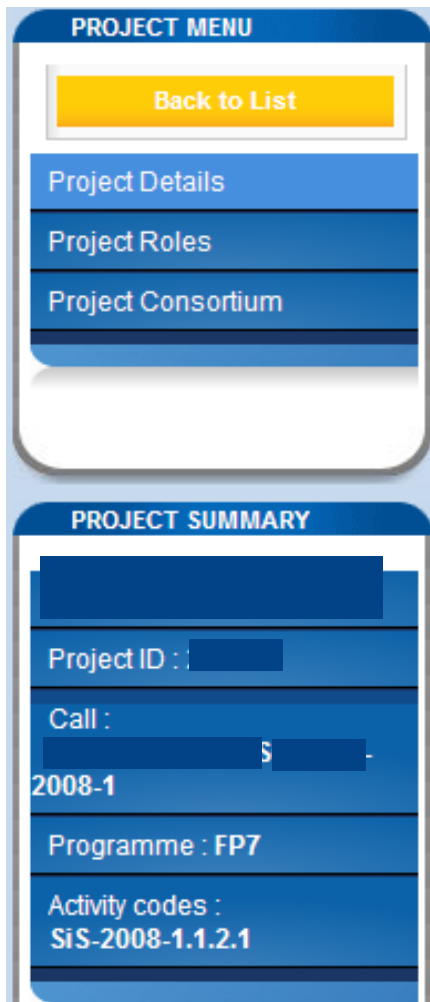 PROJECT MENU
Back to List
Project Details
Project Roles
Project Consortium
PROJECT SUMMARY
Project ID :
Call :
S -
2008-1
Programme : FP7
Activity codes :
SiS-2008-1.1.2.1